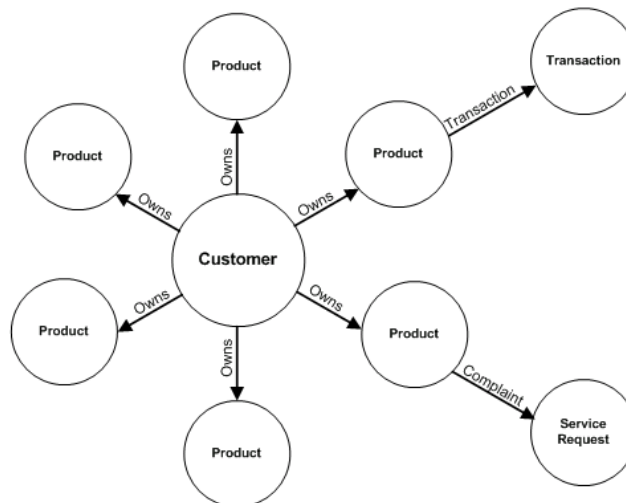 Product
Transaction
Transaction
Product
Product
Owns
Owns
Owns
Customer
Owns
Owns
Product
Product
Owns
Complaint
Product
Service
Request